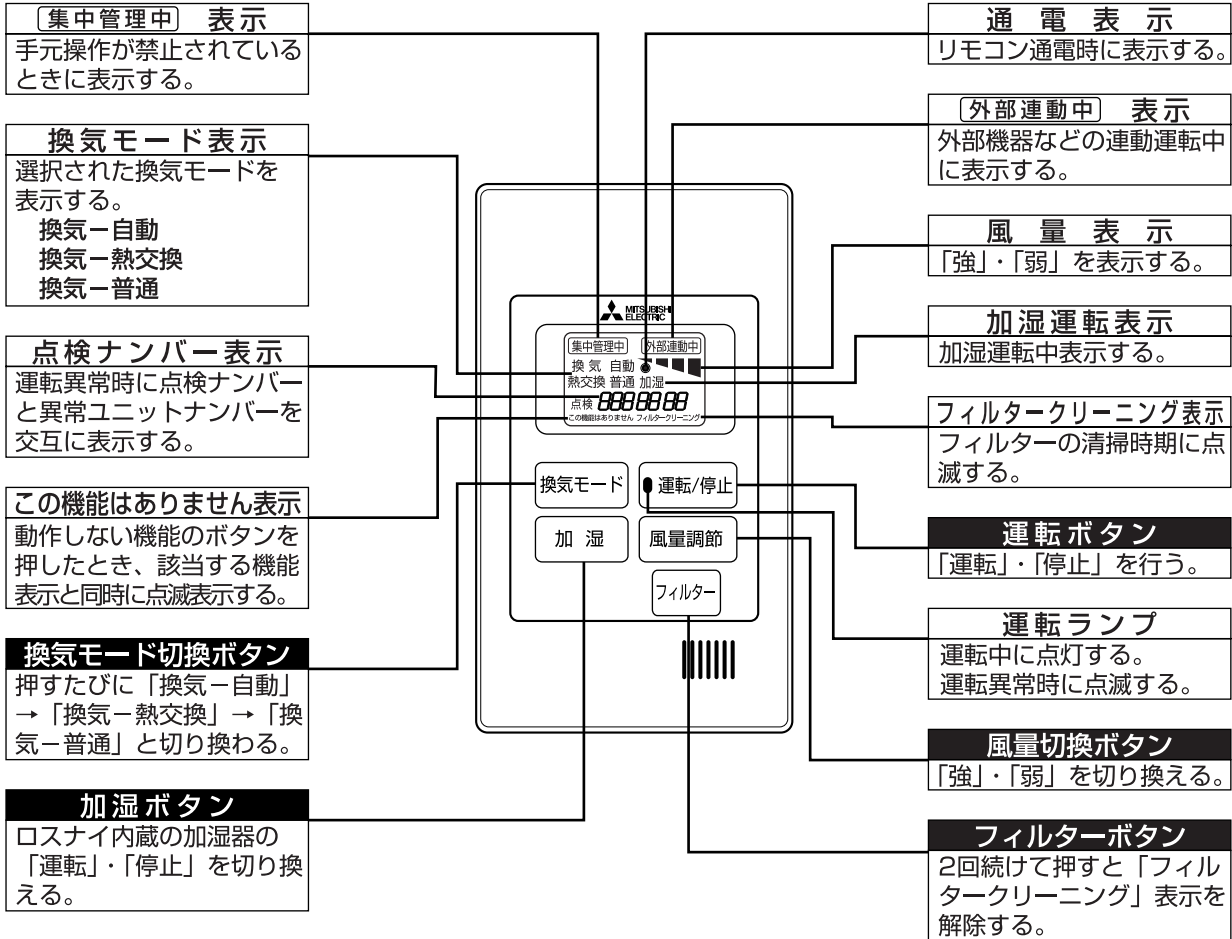 集中管理中 表示
手元操作が禁止されている
ときに表示する。
換気モード表示
選択された換気モードを
表示する。
換気－自動
換気－熱交換
換気－普通
点検ナンバー表示
運転異常時に点検ナンバー
と異常ユニットナンバーを
交互に表示する。
この機能はありません表示
動作しない機能のボタンを
押したとき、該当する機能
表示と同時に点滅表示する。
換気モード切換ボタン
押すたびに「換気－自動」
→「換気－熱交換」→「換
気－普通」と切り換わる。
加湿ボタン
ロスナイ内蔵の加湿器の
「運転」・「停止」を切り換
える。
MITSUBISHI
ELECTRIC
集中管理中 外部連動中
換気 自動
熱交換 普通 加湿
点検 888 88 88
この機能はありません フィルタークリーニング
換気モード 運転/停止
加湿 風量調節
フィルター
通電表示
リモコン通電時に表示する。
外部連動中 表示
外部機器などの連動運転中
に表示する。
風量表示
「強」・「弱」を表示する。
加湿運転表示
加湿運転中表示する。
フィルタークリーニング表示
フィルターの清掃時期に点
滅する。
運転ボタン
「運転」・「停止」を行う。
運転ランプ
運転中に点灯する。
運転異常時に点滅する。
風量切換ボタン
「強」・「弱」を切り換える。
フィルターボタン
2回続けて押すと「フィル
タークリーニング」表示を
解除する。